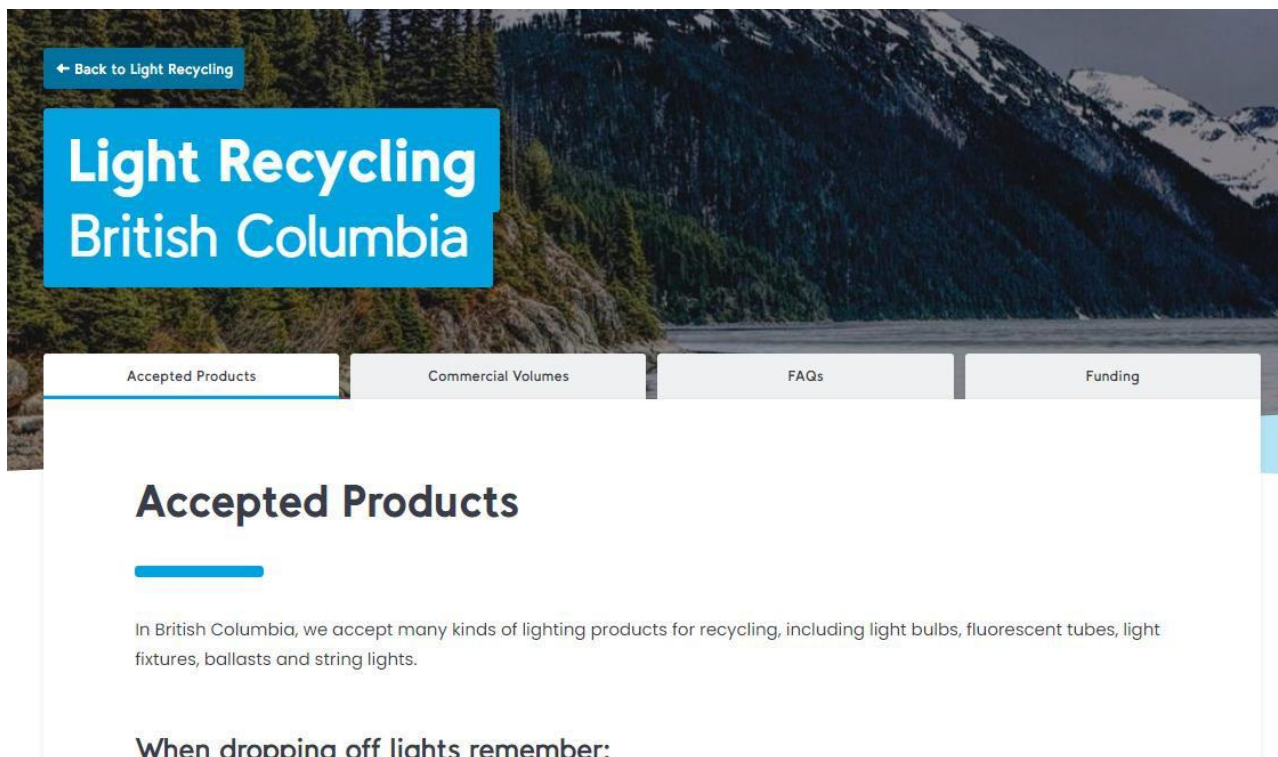 ← Back to Light Recycling
Light Recycling
British Columbia
Accepted Products
Commercial Volumes
FAQs
Funding
Accepted Products
In British Columbia, we accept many kinds of lighting products for recycling, including light bulbs, fluorescent tubes, light
fixtures, ballasts and string lights.
When dropping off lights remember: